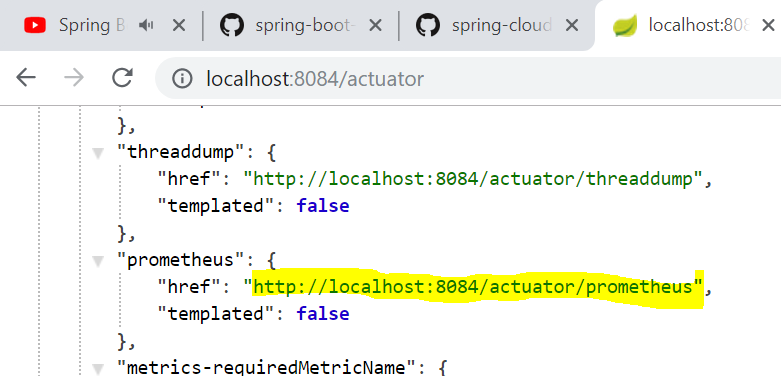 Spring B
spring-boot-
spring-cloud
localhost:808
localhost:8084/actuator
},
"threaddump": {
"href": "http://localhost:8084/actuator/threaddump",
"templated": false
},
"prometheus": {
"href": "http://localhost:8084/actuator/prometheus",
"templated": false
},
"metrics-requiredMetricName": {